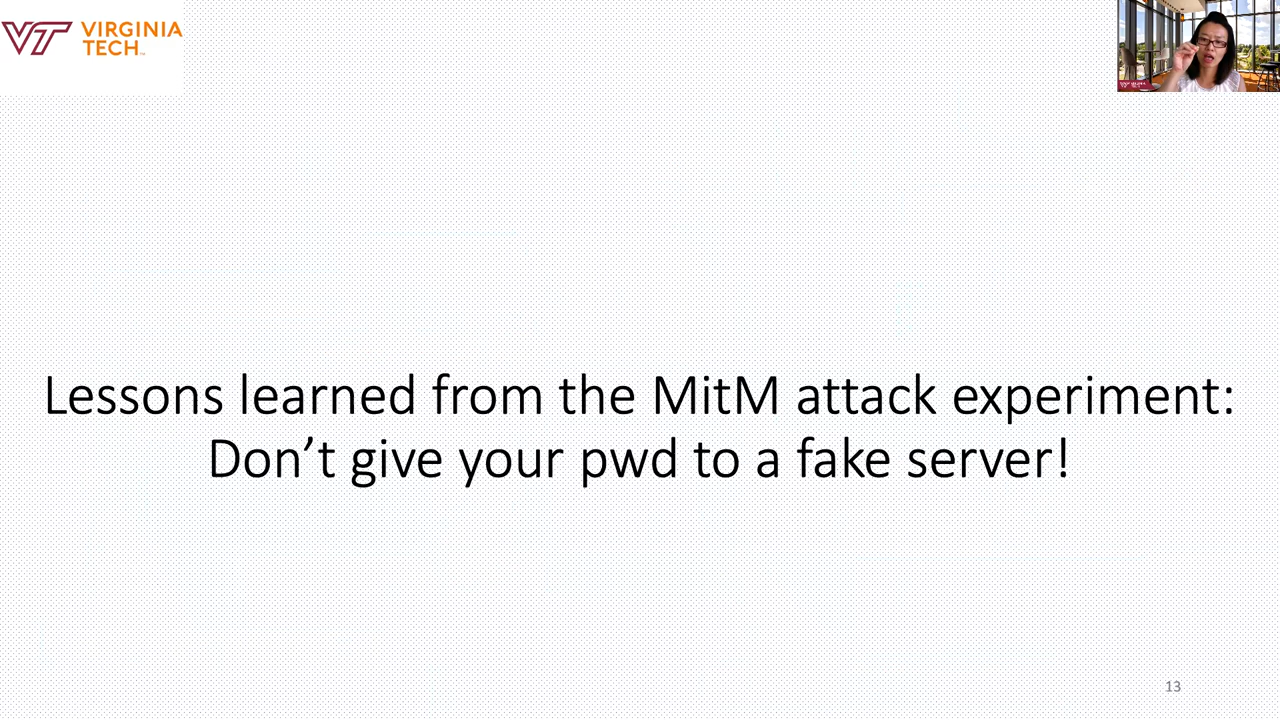 VIRGINIA
TECH
Lessons learned from the MitM attack experiment:
Don’t give your pwd to a fake server!
13